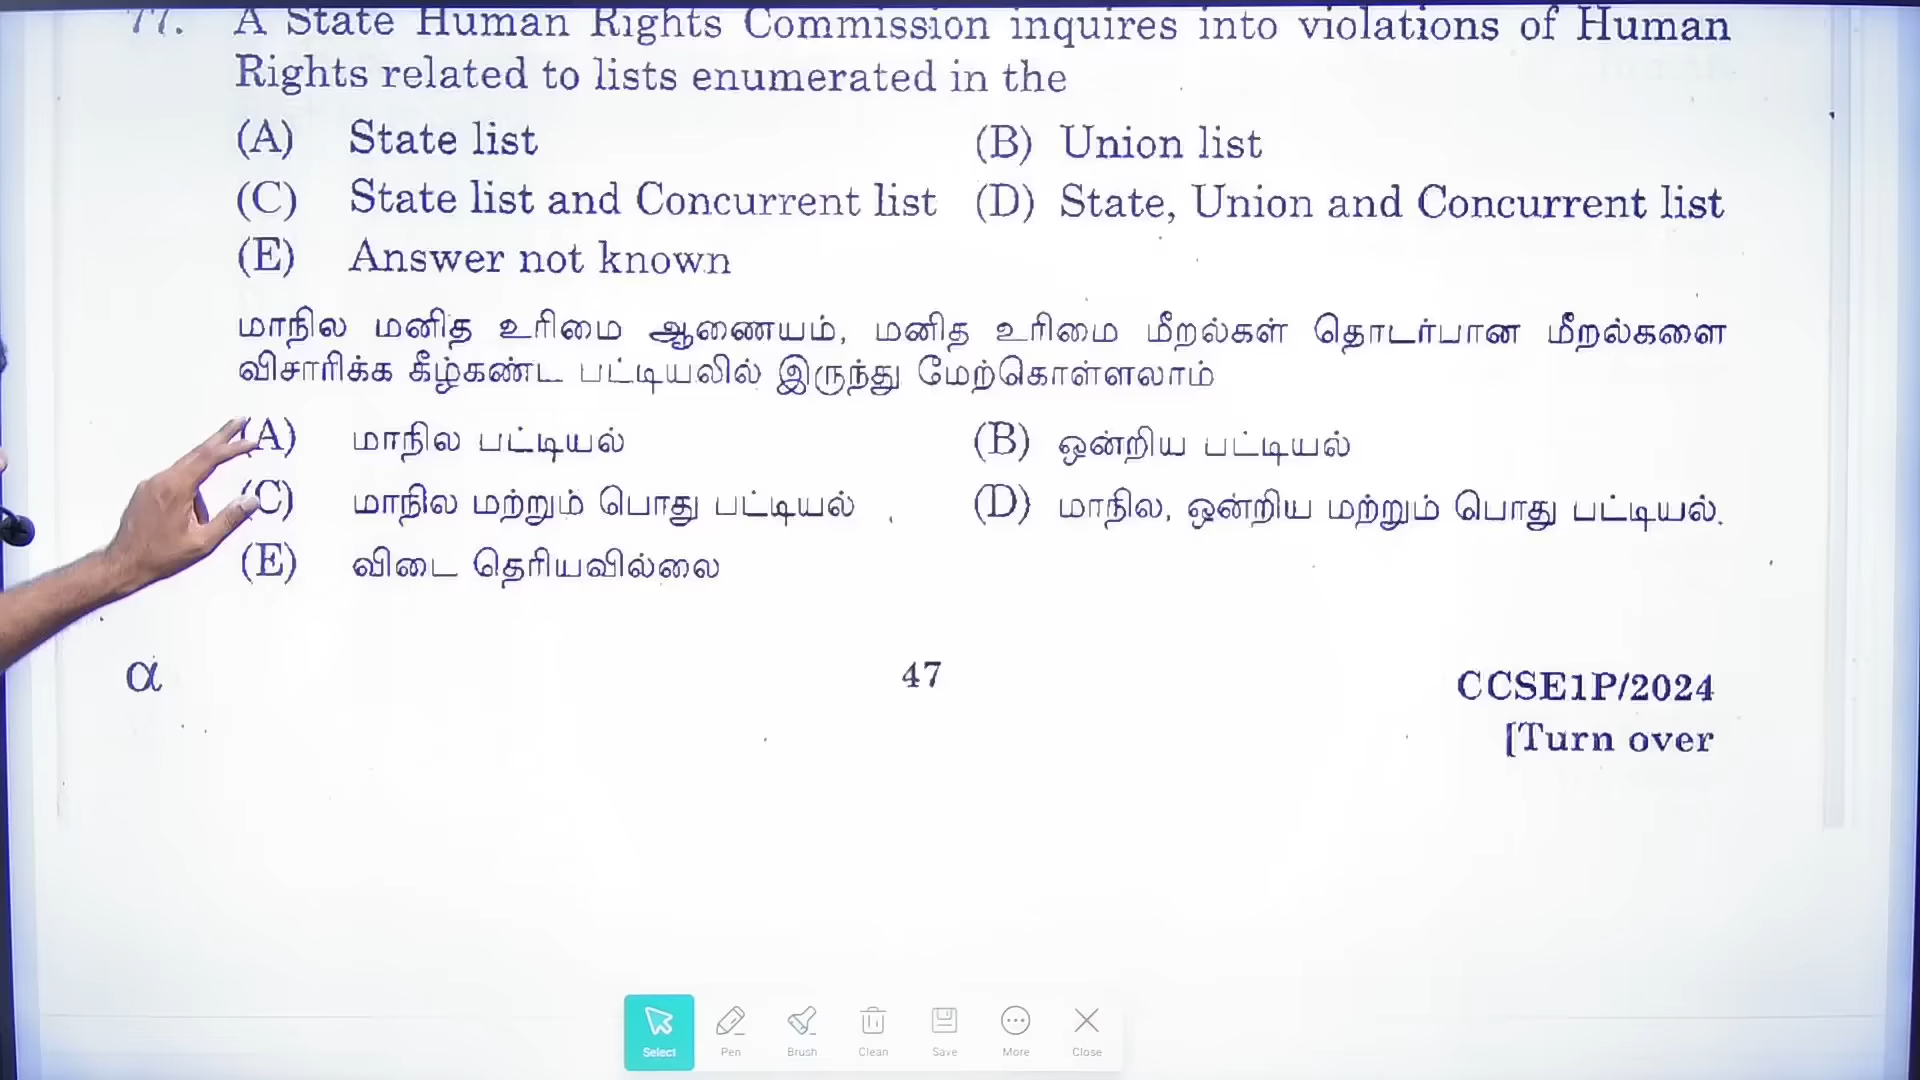 77. A State Human Rights Commission inquires into violations of Human
Rights related to lists enumerated in the
(A) State list (B) Union list
(C) State list and Concurrent list (D) State, Union and Concurrent list
(E) Answer not known
மாநில மனித உரிமை ஆணையம், மனித உரிமை மீறல்கள் தொடர்பான மீறல்களை
விசாரிக்க கீழ்கண்ட பட்டியலில் இருந்து மேற்கொள்ளலாம்
(A) மாநில பட்டியல் (B) ஒன்றிய பட்டியல்
(C) மாநில மற்றும் பொது பட்டியல் (D) மாநில, ஒன்றிய மற்றும் பொது பட்டியல்.
(E) விடை தெரியவில்லை
α 47 CCSE1P/2024
[Turn over
Select Pen Brush Clean Save More Close